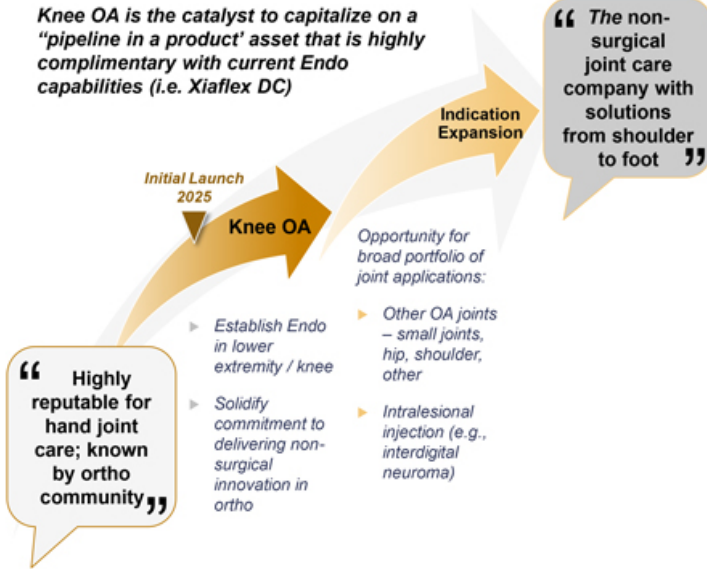 Knee OA is the catalyst to capitalize on a
“pipeline in a product’ asset that is highly
complimentary with current Endo
capabilities (i.e. Xiaflex DC)
“ The non-
surgical
joint care
company with
solutions
from shoulder
to foot ”
Indication
Expansion
Initial Launch
2025
Knee OA
Opportunity for
broad portfolio of
joint applications:
► Other OA joints
– small joints,
hip, shoulder,
other
► Intralesional
injection (e.g.,
interdigital
neuroma)
► Establish Endo
in lower
extremity / knee
► Solidify
commitment to
delivering non-
surgical
innovation in
ortho
“ Highly
reputable for
hand joint
care; known
by ortho
community ”